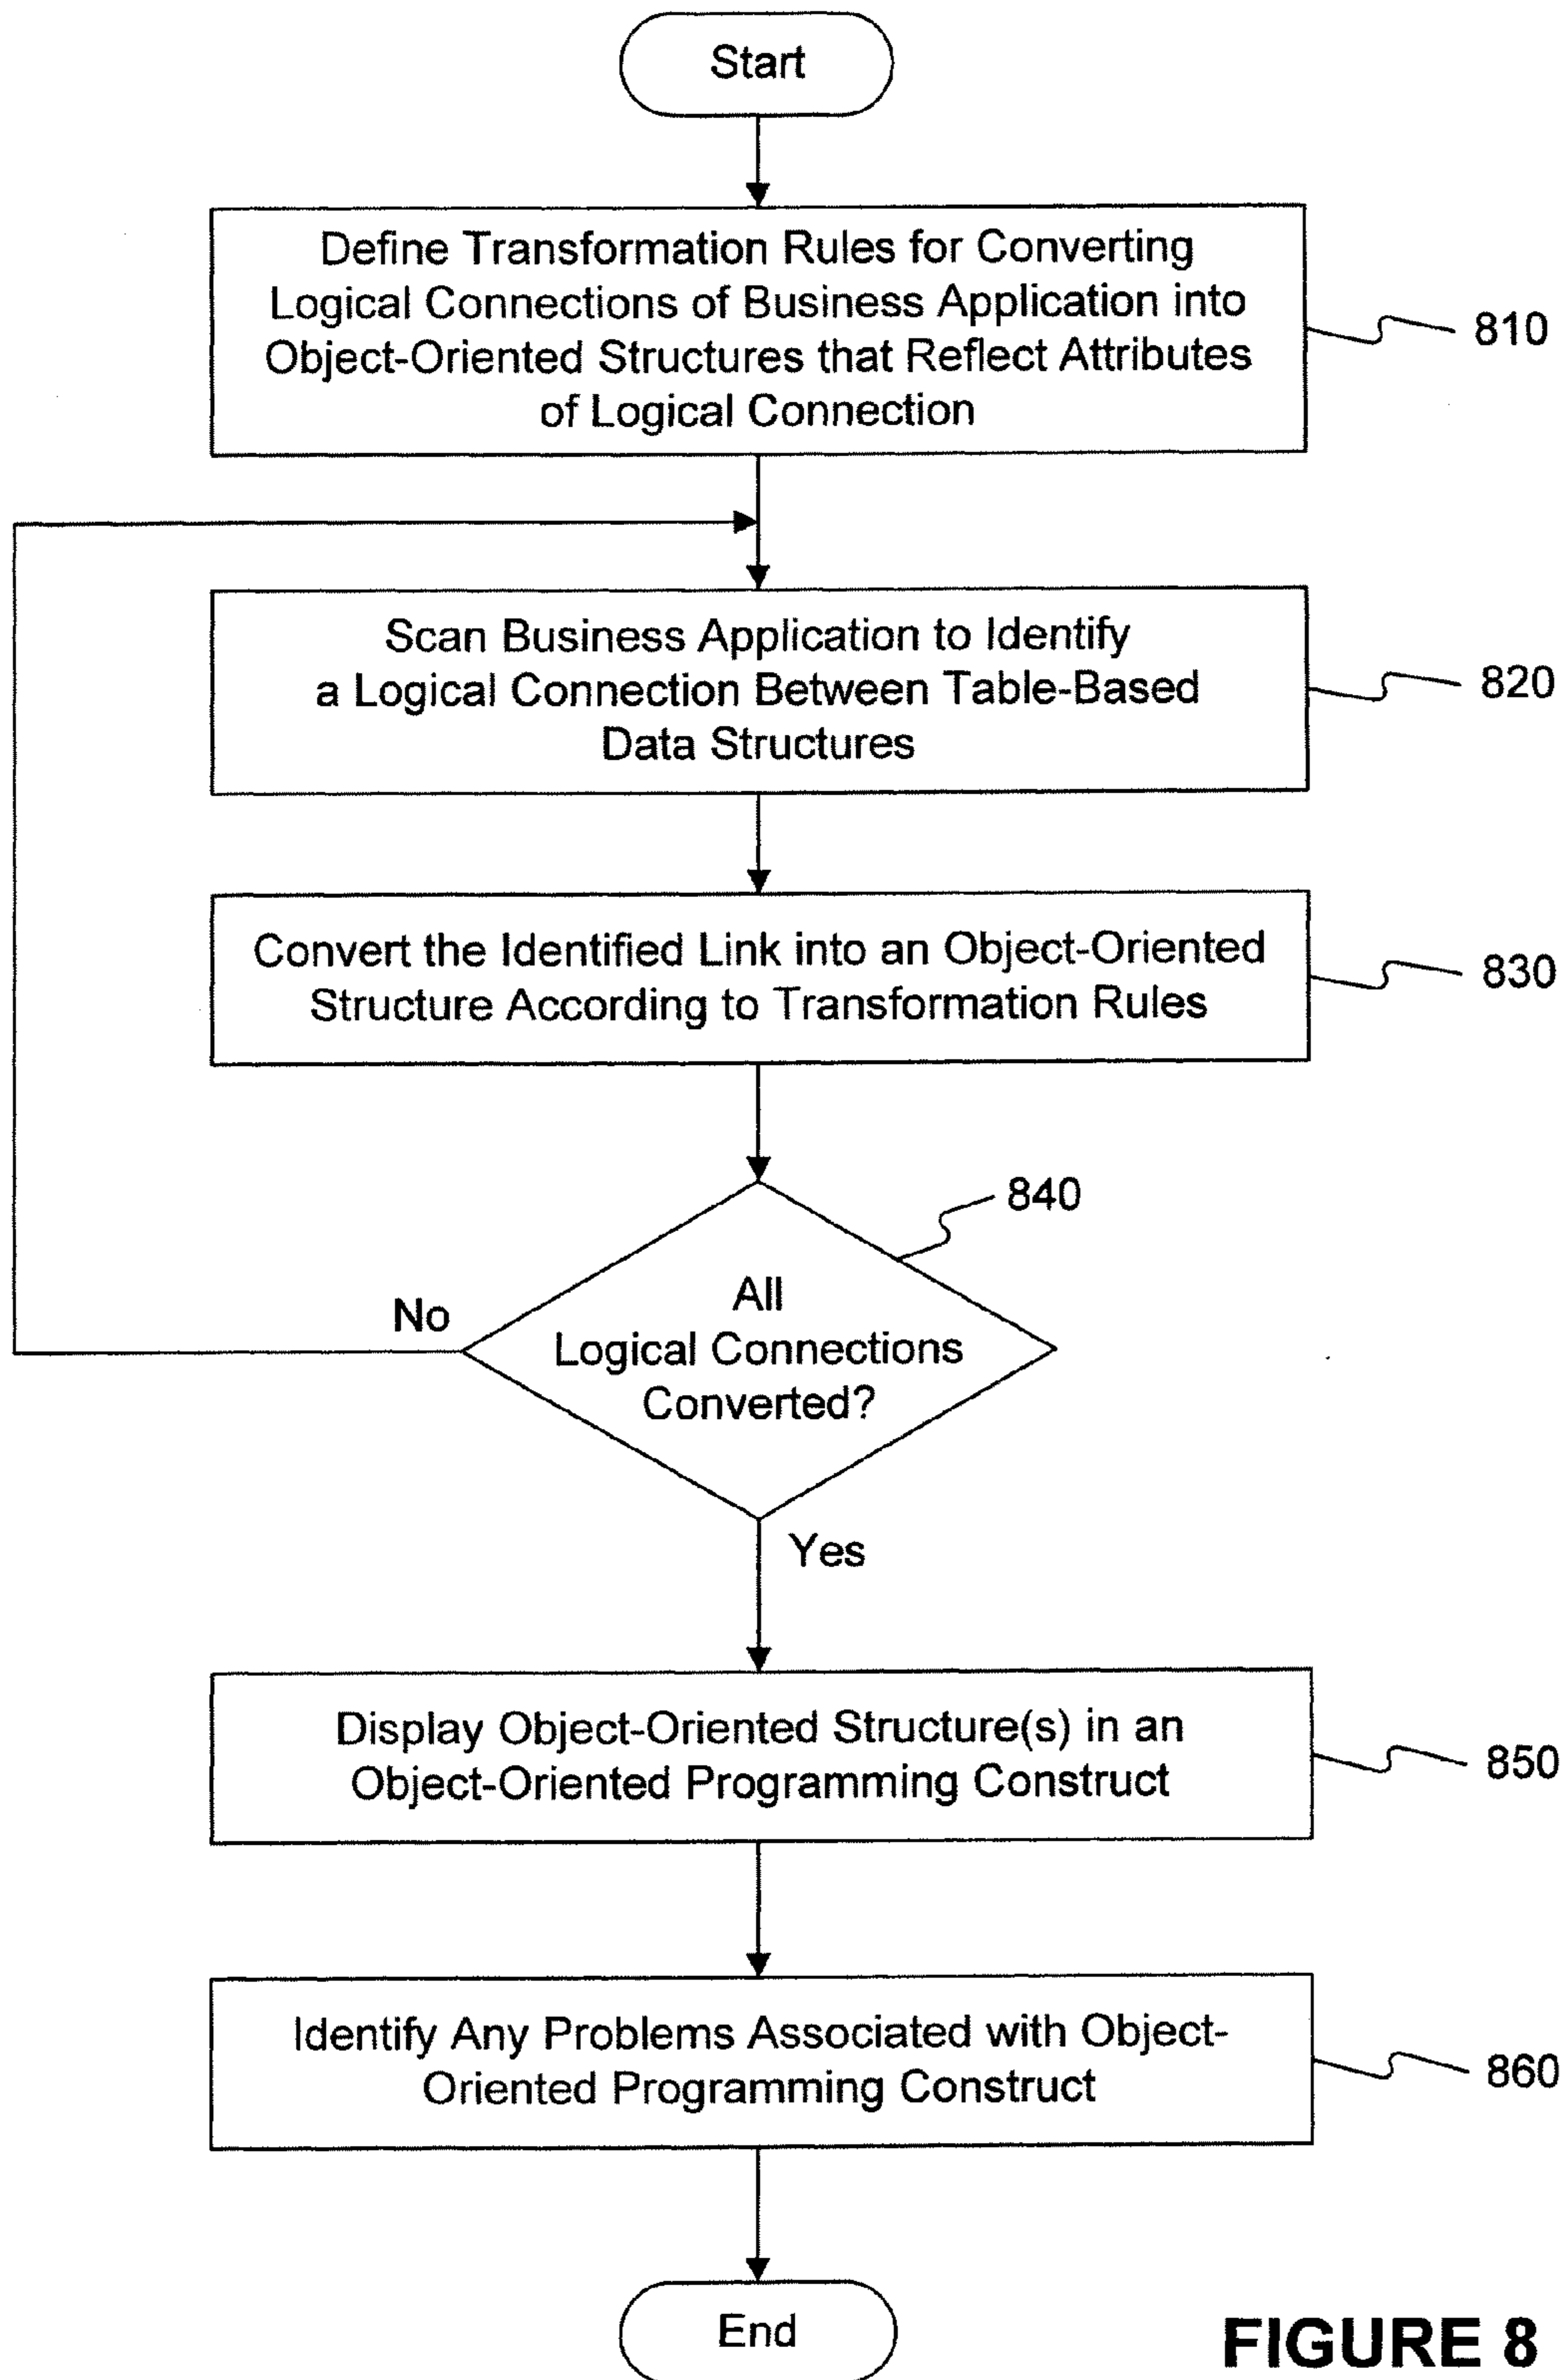 Start
Define Transformation Rules for Converting
Logical Connections of Business Application into
Object-Oriented Structures that Reflect Attributes
of Logical Connection
810
Scan Business Application to Identify
a Logical Connection Between Table-Based
Data Structures
820
Convert the Identified Link into an Object-Oriented
Structure According to Transformation Rules
830
840
All
Logical Connections
Converted?
No
Yes
Display Object-Oriented Structure(s) in an
Object-Oriented Programming Construct
850
Identify Any Problems Associated with Object-
Oriented Programming Construct
860
End
FIGURE 8